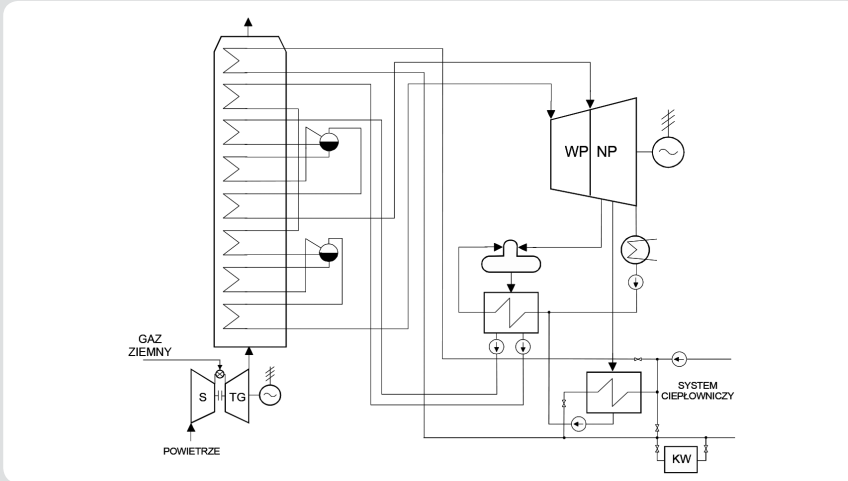 WP
NP
GAZ
ZIEMNY
S
TG
POWIETRZE
SYSTEM
CIEPŁOWNICZY
KW